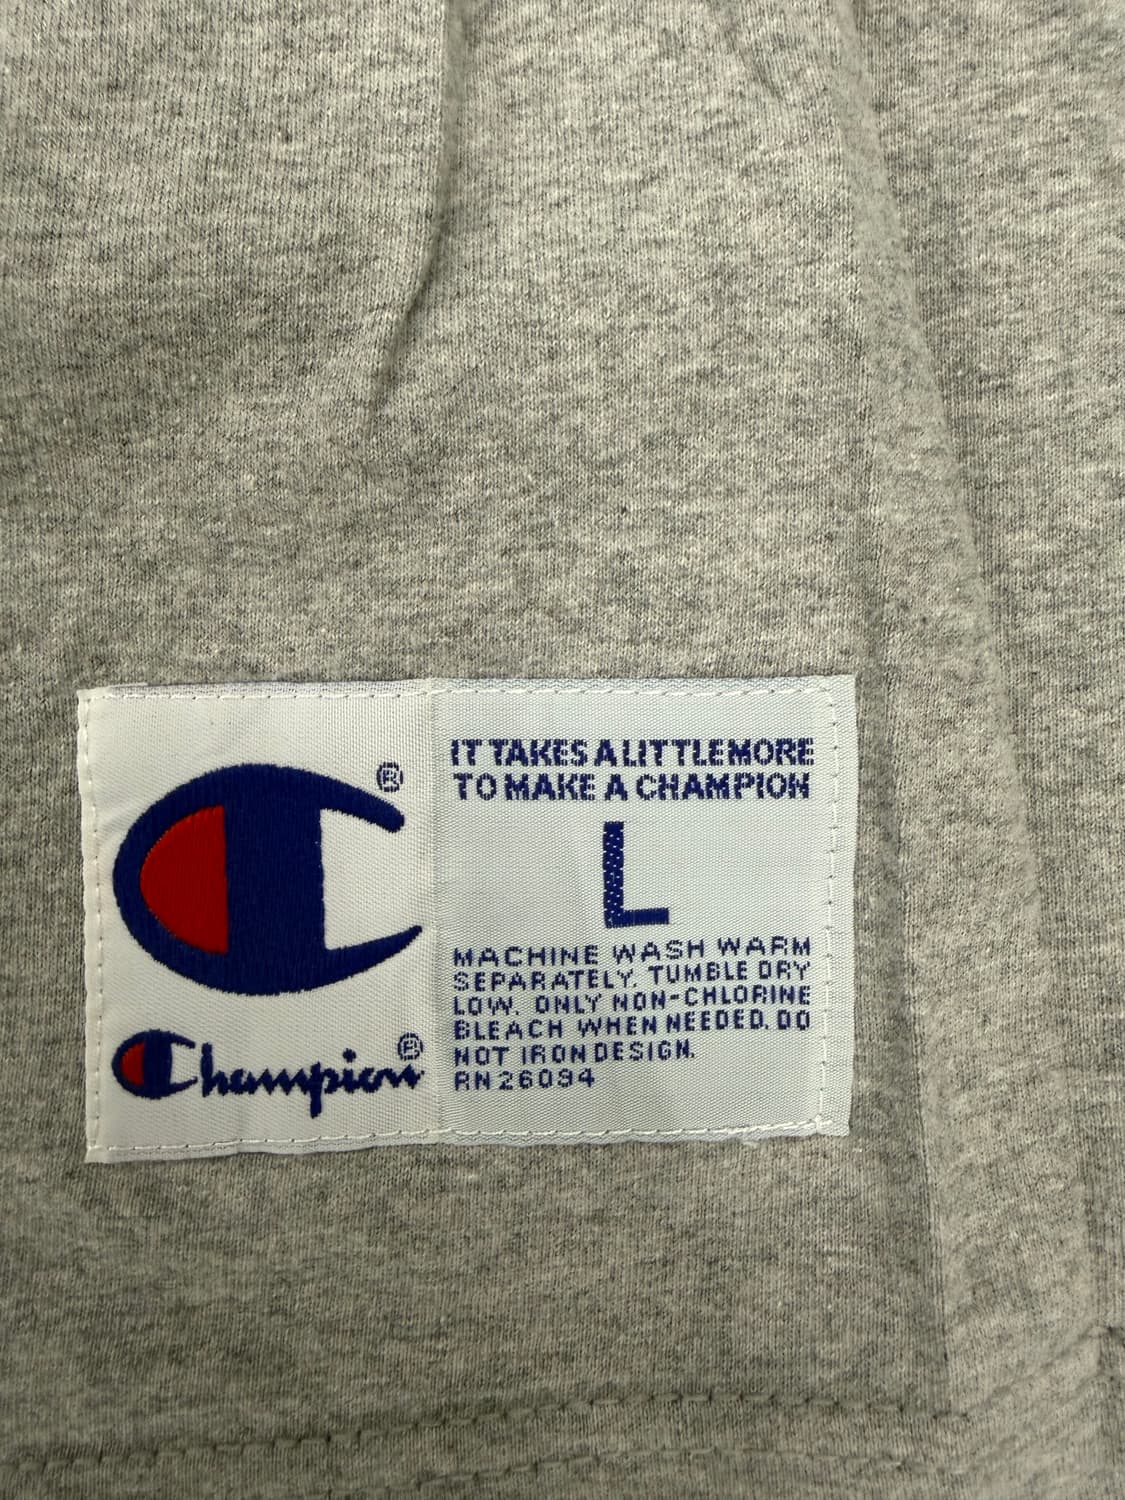 ®
Champion®
IT TAKES A LITTLE MORE
TO MAKE A CHAMPION
L
MACHINE WASH WARM
SEPARATELY. TUMBLE DRY
LOW. ONLY NON-CHLORINE
BLEACH WHEN NEEDED. DO
NOT IRON DESIGN.
RN 26094